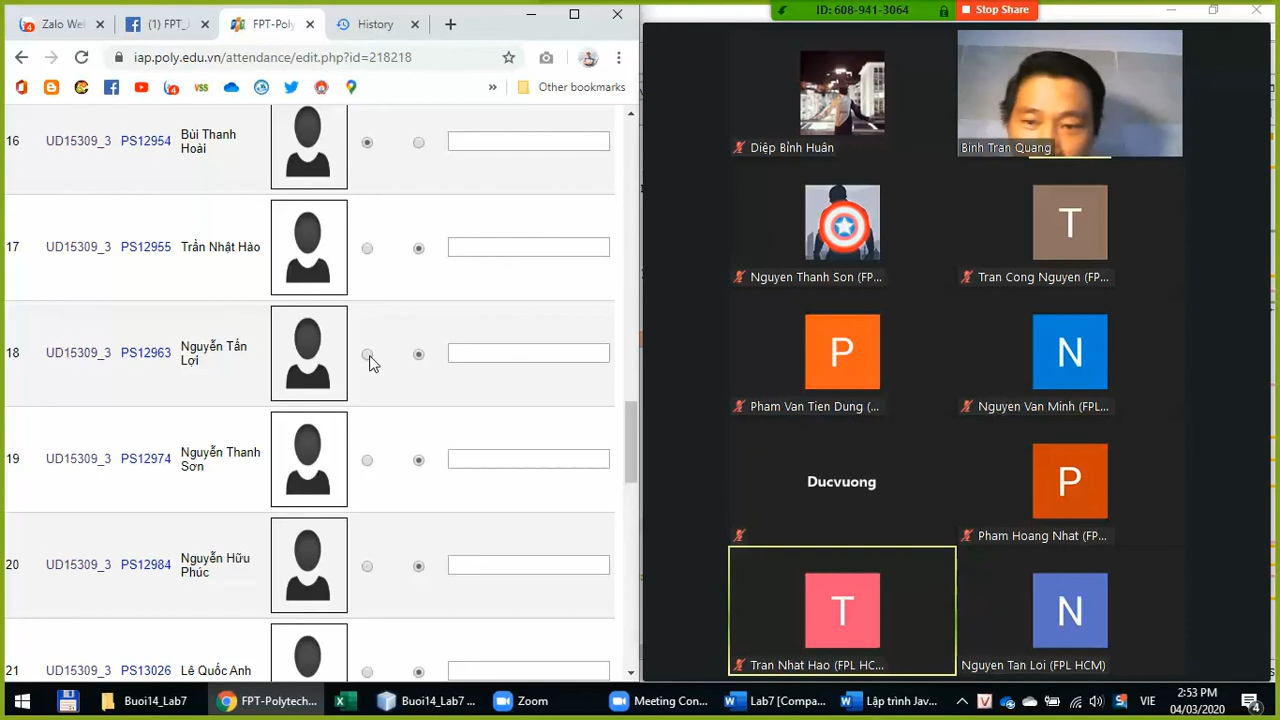 Zalo Wel
(1) FPT_
FPT-Poly
History
ID: 608-941-3064
Stop Share
iap.poly.edu.vn/attendance/edit.php?id=218218
VSS
»
Other bookmarks
16 UD15309_3 PS12954 Bùi Thanh
Hoài
17 UD15309_3 PS12955 Trần Nhật Hào
18 UD15309_3 PS12963 Nguyễn Tấn
Lợi
19 UD15309_3 PS12974 Nguyễn Thanh
Sơn
20 UD15309_3 PS12984 Nguyễn Hữu
Phúc
21 UD15309_3 PS13026 Lê Quốc Anh
Diệp Bỉnh Huân
Binh Tran Quang
Nguyen Thanh Son (FP...
T
Tran Cong Nguyen (FP...
P
Pham Van Tien Dung (...
N
Nguyen Van Minh (FPL...
Ducvuong
P
Pham Hoang Nhat (FP...
T
Tran Nhat Hao (FPL HC...
N
Nguyen Tan Loi (FPL HCM)
Buoi14_Lab7
FPT-Polytech...
Buoi14_Lab7 ...
Zoom
Meeting Con...
Lab7 [Compa...
Lập trình Jav...
VIE
2:53 PM
04/03/2020
4